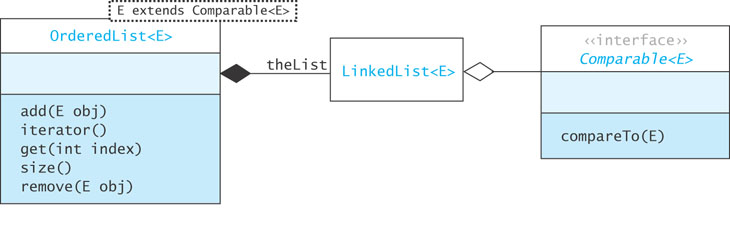 E extends Comparable<E>
OrderedList<E>
theList
LinkedList<E>
‹‹interface››
Comparable<E>
add(E obj)
iterator()
get(int index)
size()
remove(E obj)
compareTo(E)